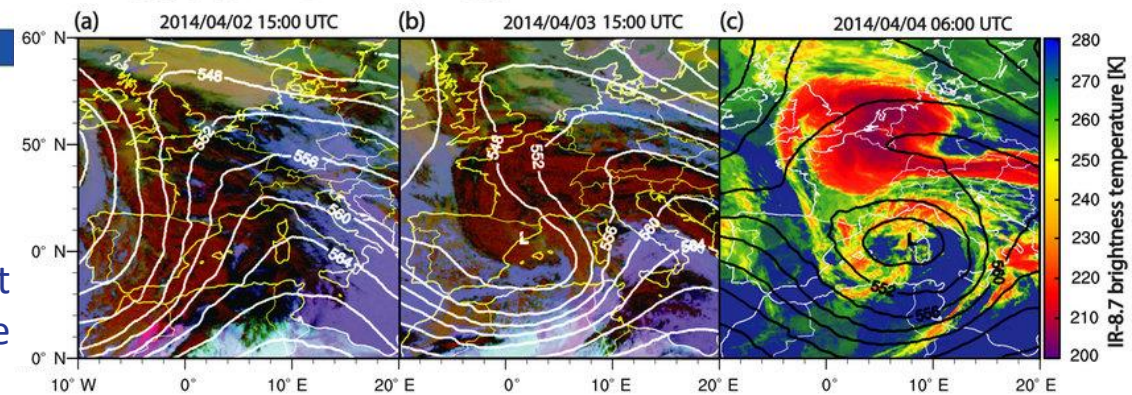 (a) 2014/04/02 15:00 UTC
(b) 2014/04/03 15:00 UTC
(c) 2014/04/04 06:00 UTC
60° N
50° N
0° N
0° N
548
552
556
560
564
548
552
556
560
564
L
L
552
556
560
10° W 0° 10° E 20° E 0° 10° E 20° E 0° 10° E 20° E
280
270
260
250
240
230
220
210
200
IR-8.7 brightness temperature [K]
t
e